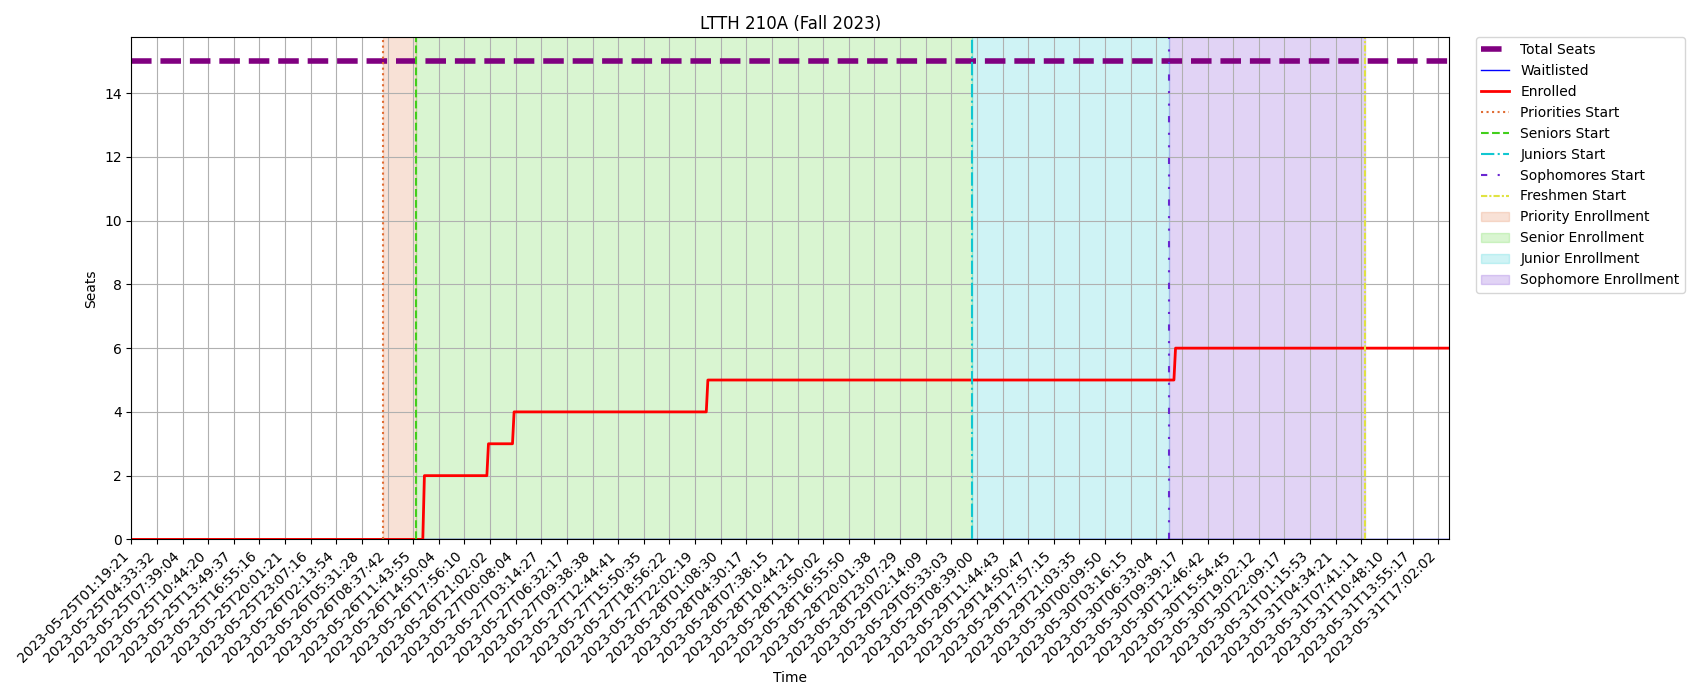 LTTH 210A (Fall 2023)
Total Seats
Waitlisted
Enrolled
Priorities Start
Seniors Start
Juniors Start
Sophomores Start
Freshmen Start
Priority Enrollment
Senior Enrollment
Junior Enrollment
Sophomore Enrollment
Seats
14
12
10
8
6
4
2
0
2023-05-25T01:19:21
2023-05-25T04:33:32
2023-05-25T07:39:04
2023-05-25T10:44:20
2023-05-25T13:49:37
2023-05-25T16:55:16
2023-05-25T20:01:21
2023-05-25T23:07:16
2023-05-26T02:13:54
2023-05-26T05:31:28
2023-05-26T08:37:42
2023-05-26T11:43:55
2023-05-26T14:50:04
2023-05-26T17:56:10
2023-05-26T21:02:02
2023-05-27T00:08:04
2023-05-27T03:14:27
2023-05-27T06:32:17
2023-05-27T09:38:38
2023-05-27T12:44:41
2023-05-27T15:50:35
2023-05-27T18:56:22
2023-05-27T22:02:19
2023-05-28T01:08:30
2023-05-28T04:30:17
2023-05-28T07:38:15
2023-05-28T10:44:21
2023-05-28T13:50:02
2023-05-28T16:55:50
2023-05-28T20:01:38
2023-05-28T23:07:29
2023-05-29T02:14:09
2023-05-29T05:33:03
2023-05-29T08:39:00
2023-05-29T11:44:43
2023-05-29T14:50:47
2023-05-29T17:57:15
2023-05-29T21:03:35
2023-05-30T00:09:50
2023-05-30T03:16:15
2023-05-30T06:33:04
2023-05-30T09:39:17
2023-05-30T12:46:42
2023-05-30T15:54:45
2023-05-30T19:02:12
2023-05-30T22:09:17
2023-05-31T01:15:53
2023-05-31T04:34:21
2023-05-31T07:41:11
2023-05-31T10:48:10
2023-05-31T13:55:17
2023-05-31T17:02:02
Time